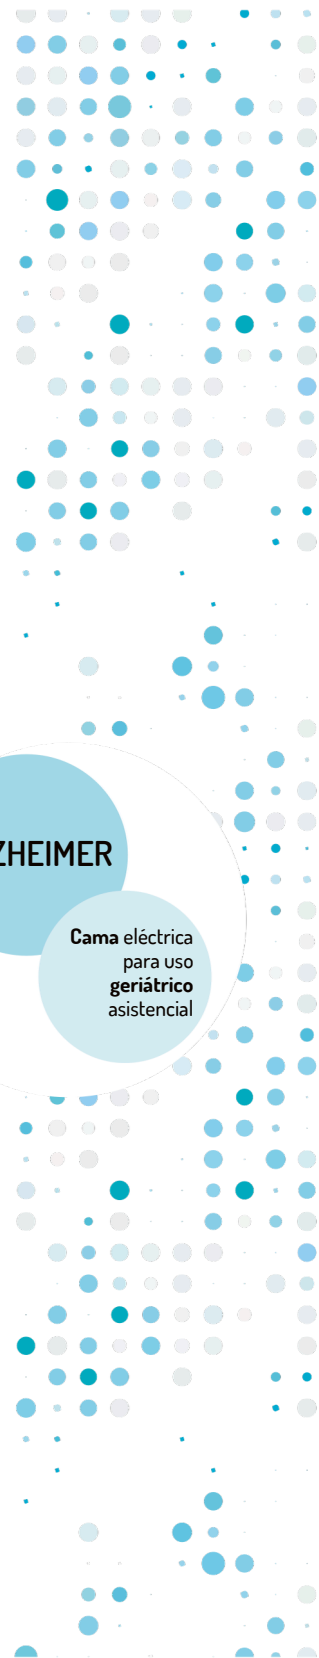 ZHEIMER
Cama eléctrica
para uso
geriátrico
asistencial